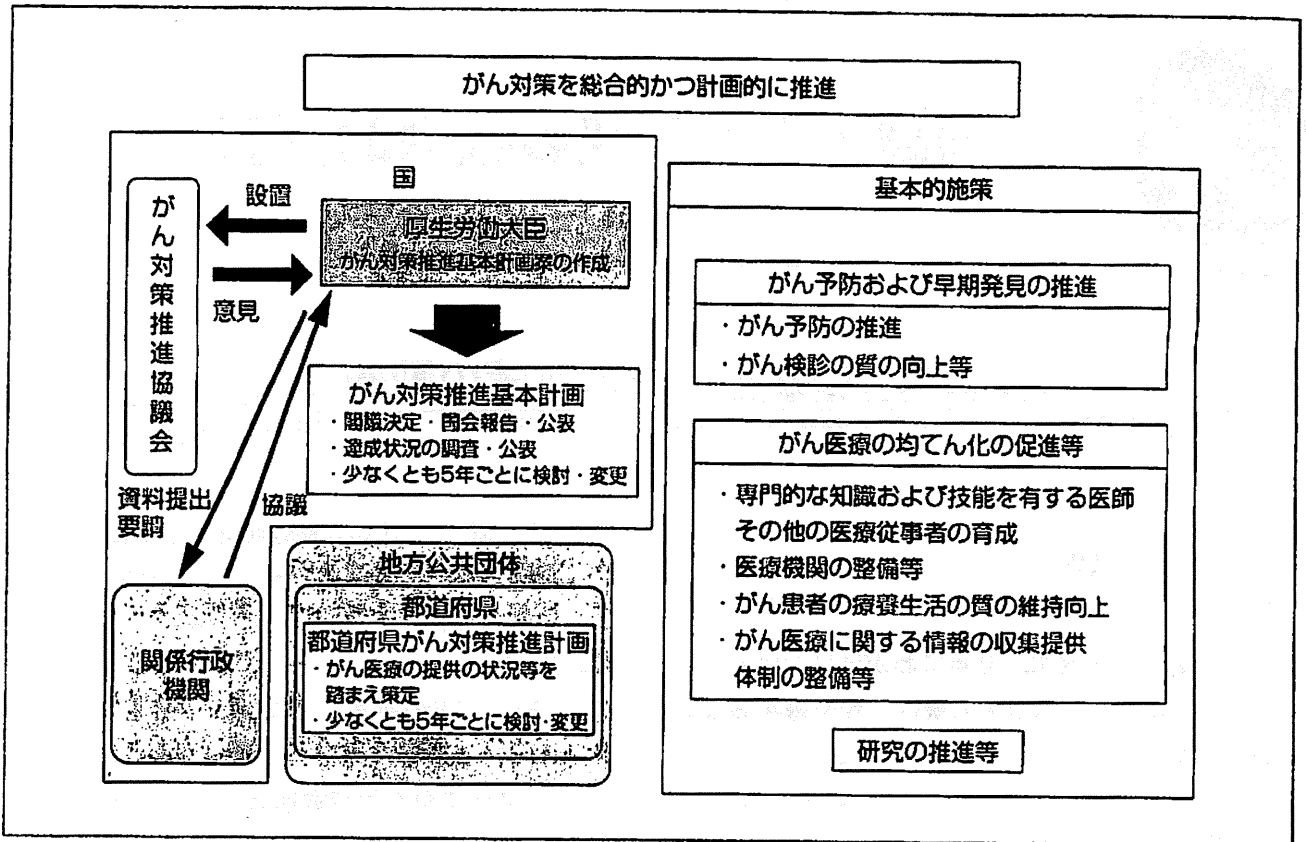 がん対策を総合的かつ計画的に推進
国
がん対策推進協議会
設置
意見
厚生労働大臣
がん対策推進基本計画案の作成
がん対策推進基本計画
・閣議決定・国会報告・公表
・達成状況の調査・公表
・少なくとも5年ごとに検討・変更
資料提出
要請
協議
関係行政
機関
地方公共団体
都道府県
都道府県がん対策推進計画
・がん医療の提供の状況等を
踏まえ策定
・少なくとも5年ごとに検討・変更
基本的施策
がん予防および早期発見の推進
・がん予防の推進
・がん検診の質の向上等
がん医療の均てん化の促進等
・専門的な知識および技能を有する医師
その他の医療従事者の育成
・医療機関の整備等
・がん患者の療養生活の質の維持向上
・がん医療に関する情報の収集提供
体制の整備等
研究の推進等